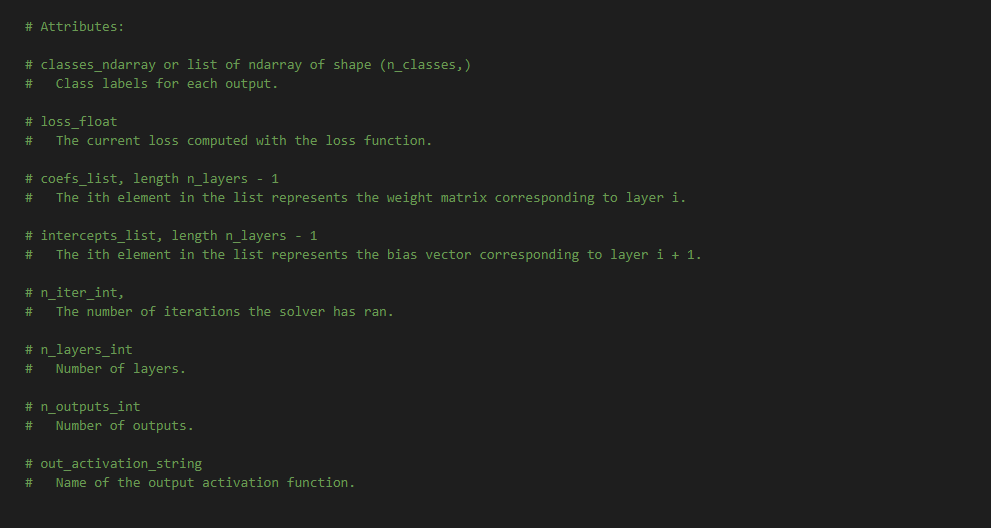 # Attributes:
# classes_ndarray or list of ndarray of shape (n_classes,)
#   Class labels for each output.
# loss_float
#   The current loss computed with the loss function.
# coefs_list, length n_layers - 1
#   The ith element in the list represents the weight matrix corresponding to layer i.
# intercepts_list, length n_layers - 1
#   The ith element in the list represents the bias vector corresponding to layer i + 1.
# n_iter_int,
#   The number of iterations the solver has ran.
# n_layers_int
#   Number of layers.
# n_outputs_int
#   Number of outputs.
# out_activation_string
#   Name of the output activation function.